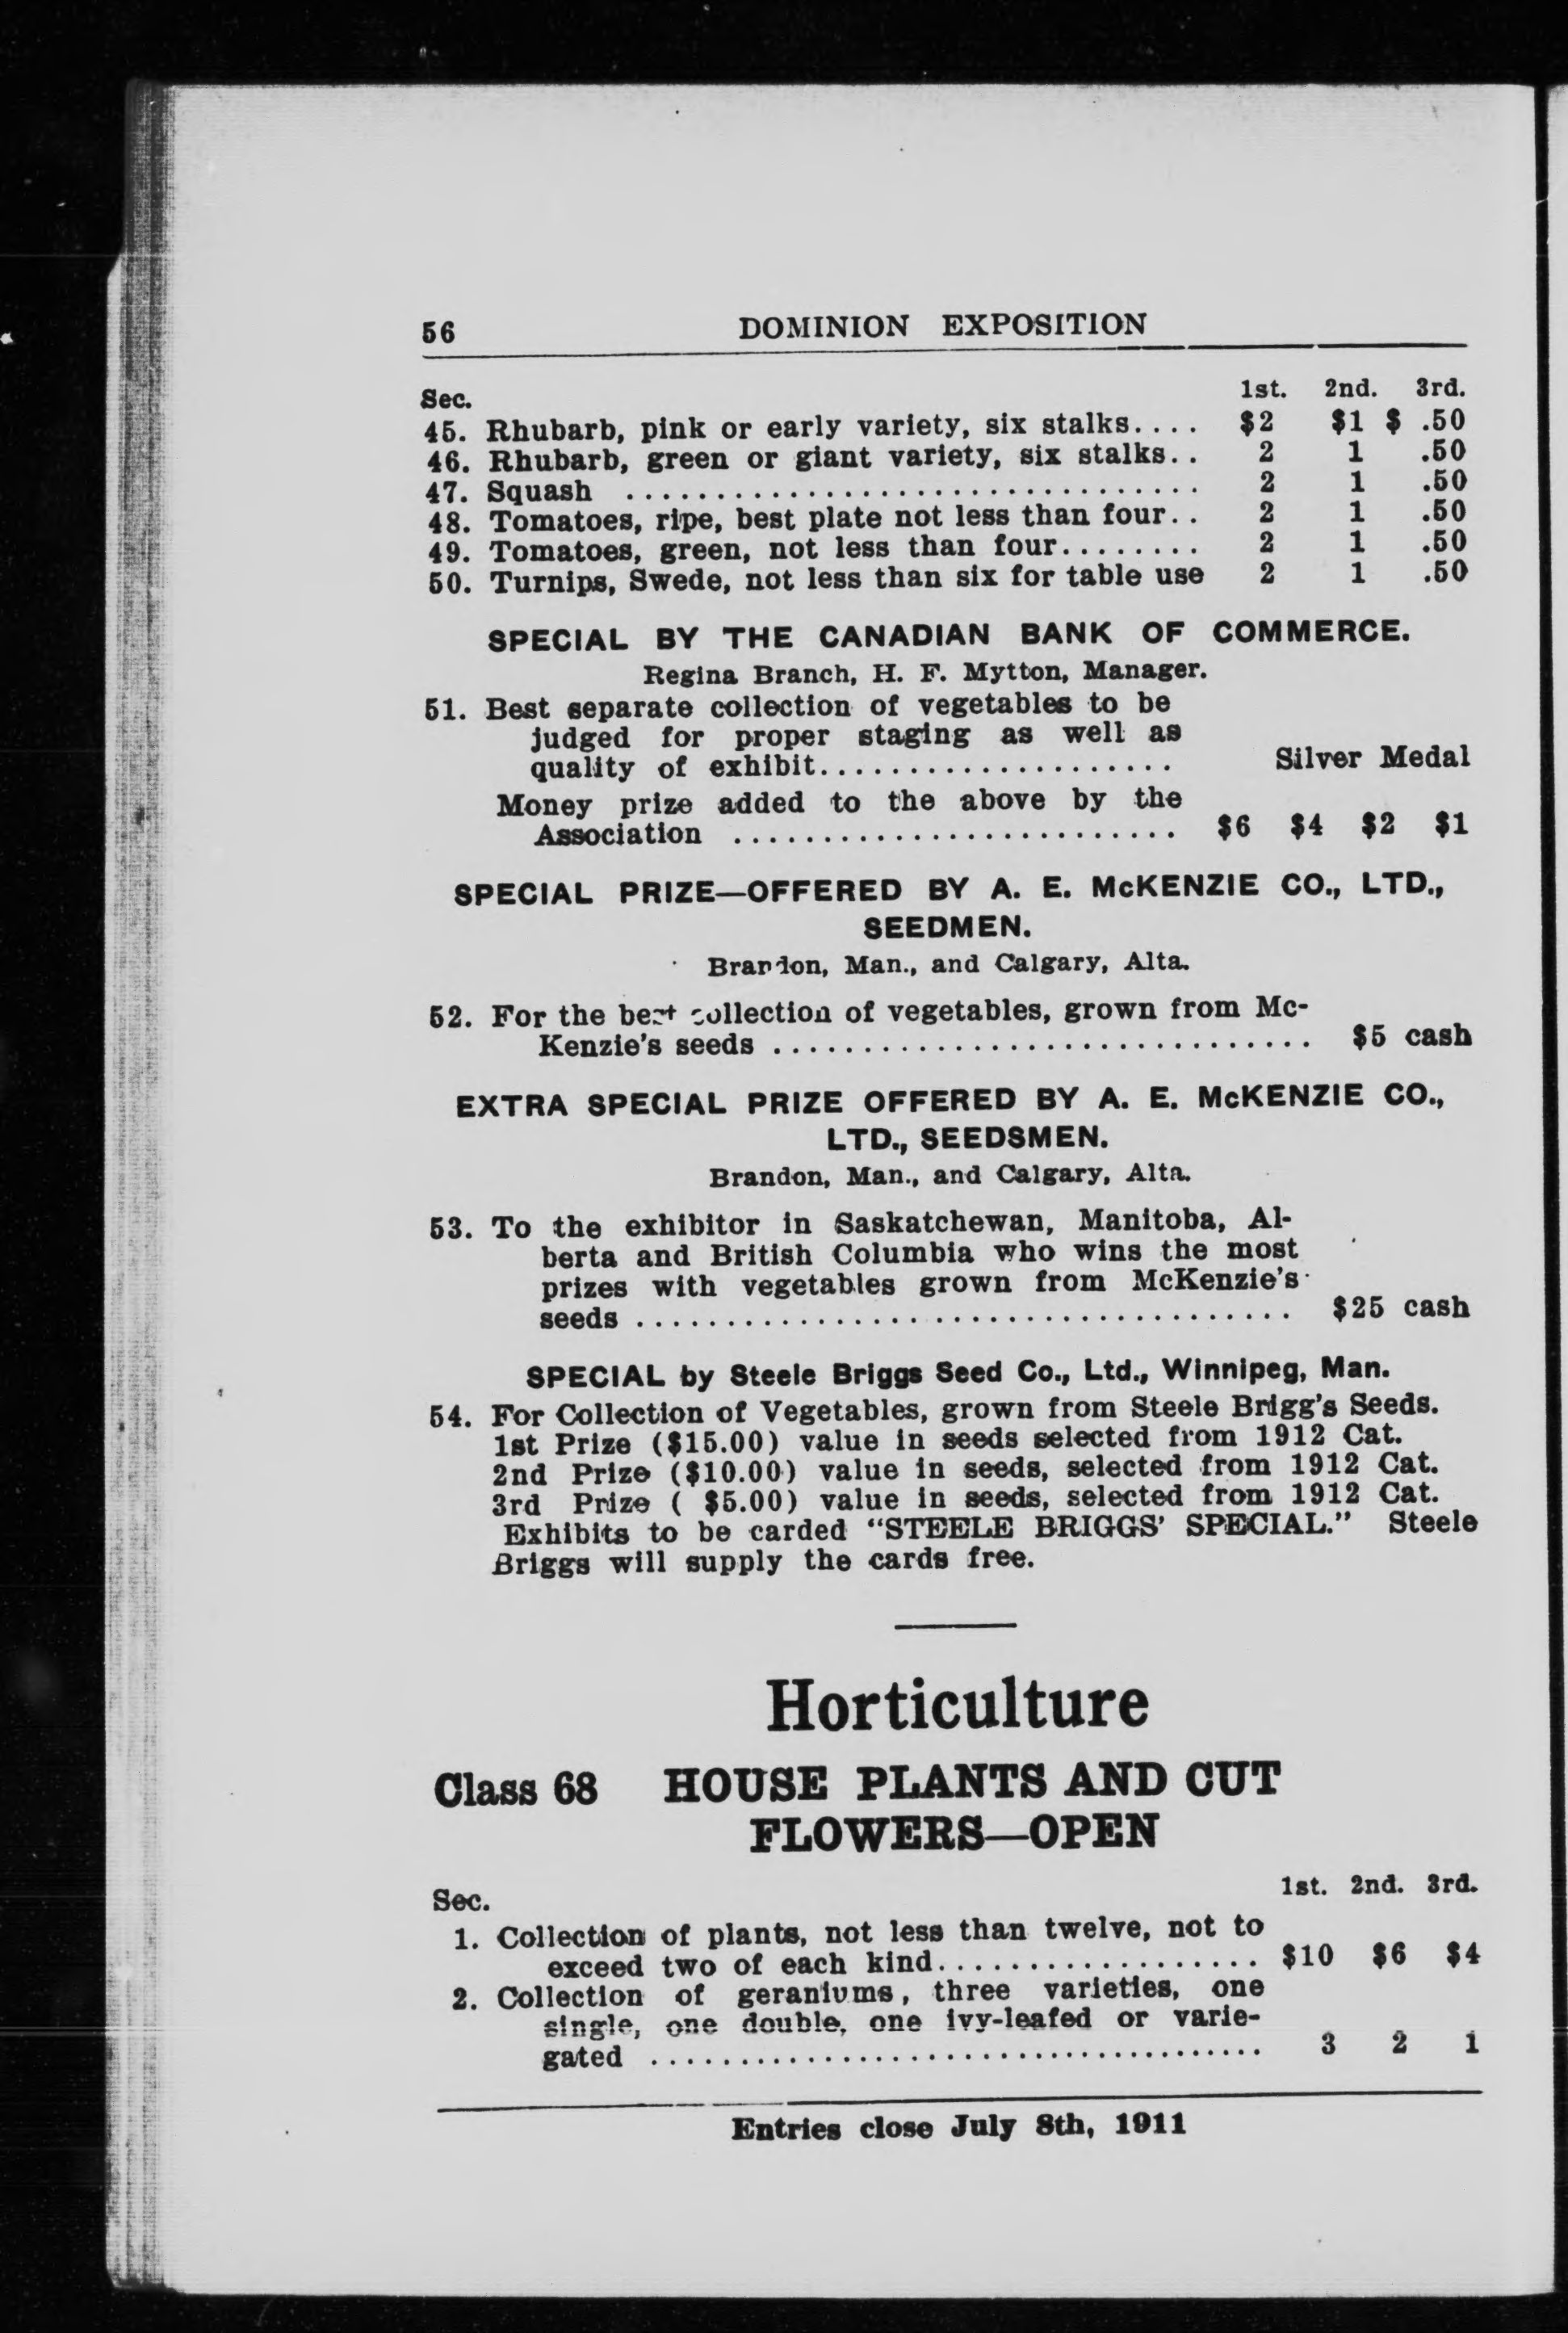 56 DOMINION EXPOSITION
Sec. 1st. 2nd. 3rd.
45. Rhubarb, pink or early variety, six stalks.... $2 $1 $ .50
46. Rhubarb, green or giant variety, six stalks.. 2 1 .50
47. Squash ................................ 2 1 .50
48. Tomatoes, ripe, best plate not less than four.. 2 1 .50
49. Tomatoes, green, not less than four........ 2 1 .50
50. Turnips, Swede, not less than six for table use 2 1 .50
SPECIAL BY THE CANADIAN BANK OF COMMERCE.
Regina Branch, H. F. Mytton, Manager.
51. Best separate collection of vegetables to be
judged for proper staging as well as
quality of exhibit.................... Silver Medal
Money prize added to the above by the
Association ......................... $6 $4 $2 $1
SPECIAL PRIZE—OFFERED BY A. E. McKENZIE CO., LTD.,
SEEDMEN.
Brandon, Man., and Calgary, Alta.
52. For the best collection of vegetables, grown from Mc-
Kenzie's seeds .............................. $5 cash
EXTRA SPECIAL PRIZE OFFERED BY A. E. McKENZIE CO.,
LTD., SEEDSMEN.
Brandon, Man., and Calgary, Alta.
53. To the exhibitor in Saskatchewan, Manitoba, Al-
berta and British Columbia who wins the most
prizes with vegetables grown from McKenzie's
seeds ..................................... $25 cash
SPECIAL by Steele Briggs Seed Co., Ltd., Winnipeg, Man.
54. For Collection of Vegetables, grown from Steele Brigg's Seeds.
1st Prize ($15.00) value in seeds selected from 1912 Cat.
2nd Prize ($10.00) value in seeds, selected from 1912 Cat.
3rd Prize ( $5.00) value in seeds, selected from 1912 Cat.
Exhibits to be carded "STEELE BRIGGS' SPECIAL." Steele
Briggs will supply the cards free.
Horticulture
Class 68 HOUSE PLANTS AND CUT
FLOWERS—OPEN
Sec. 1st. 2nd. 3rd.
1. Collection of plants, not less than twelve, not to
exceed two of each kind.................. $10 $6 $4
2. Collection of geraniums, three varieties, one
single, one double, one ivy-leafed or varie-
gated .................................. 3 2 1
Entries close July 8th, 1911